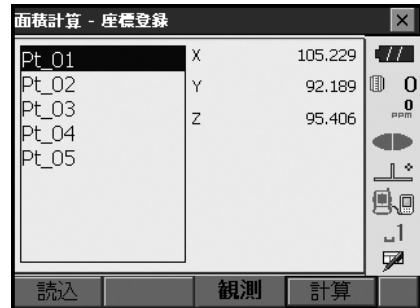 面積計算 - 座標登録
Pt_01
Pt_02
Pt_03
Pt_04
Pt_05
X 105.229
Y 92.189
Z 95.406
0
0
PPM
1
読込 観測 計算